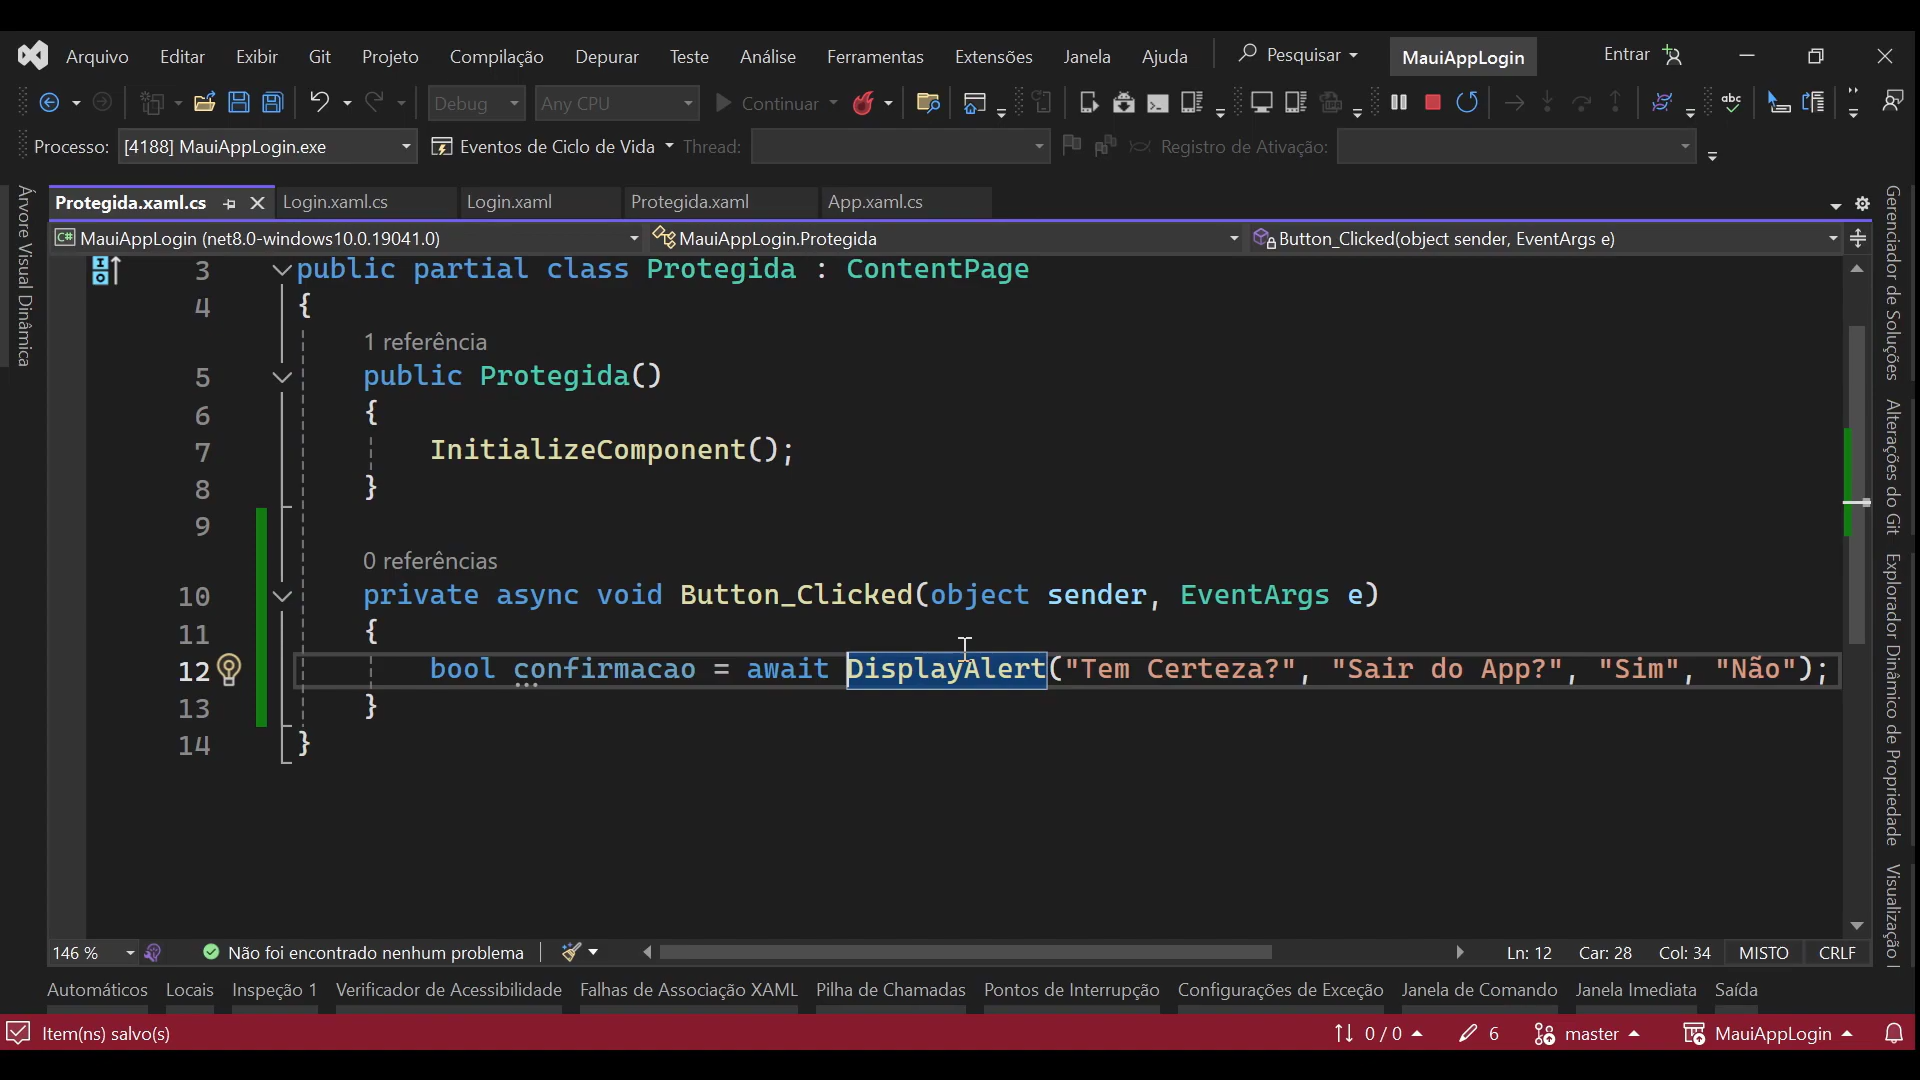 Arquivo Editar Exibir Git Projeto Compilação Depurar Teste Análise Ferramentas Extensões Janela Ajuda Pesquisar MauiAppLogin Entrar
Debug Any CPU Continuar abc
Processo: [4188] MauiAppLogin.exe Eventos de Ciclo de Vida Thread: Registro de Ativação:
Árvore Visual Dinâmica
Protegida.xaml.cs Login.xaml.cs Login.xaml Protegida.xaml App.xaml.cs
C# MauiAppLogin (net8.0-windows10.0.19041.0) MauiAppLogin.Protegida Button_Clicked(object sender, EventArgs e)
3 public partial class Protegida : ContentPage
4 {
1 referência
5 public Protegida()
6 {
7 InitializeComponent();
8 }
9
0 referências
10 private async void Button_Clicked(object sender, EventArgs e)
11 {
12 bool confirmacao = await DisplayAlert("Tem Certeza?", "Sair do App?", "Sim", "Não");
13 }
14 }
Gerenciador de Soluções
Alterações do Git
Explorador Dinâmico de Propriedade
Visualização
146 % Não foi encontrado nenhum problema Ln: 12 Car: 28 Col: 34 MISTO CRLF
Automáticos Locais Inspeção 1 Verificador de Acessibilidade Falhas de Associação XAML Pilha de Chamadas Pontos de Interrupção Configurações de Exceção Janela de Comando Janela Imediata Saída
Item(ns) salvo(s) 0 / 0 6 master MauiAppLogin